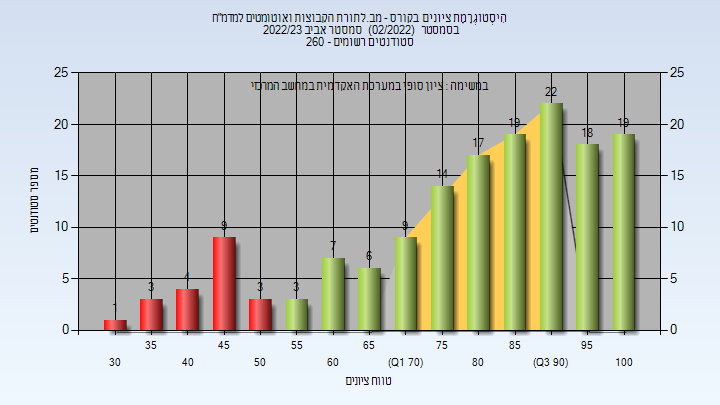 היסטוגרמת ציונים בקורס - מב.לתורת הקבוצות ואוטומטים למדמ"ח
בסמסטר (02/2022) סמסטר אביב 2022/23
סטודנטים רשומים - 260
במשימה : ציון סופי במערכת האקדמית במחשב המרכזי
מספר סטודנטים
25 25
20 20
15 15
10 10
5 5
0 0
1 3 4 9 3 3 7 6 9 14 17 19 22 18 19
35 45 55 65 75 85 95
30 40 50 60 (Q1 70) 80 (Q3 90) 100
טווח ציונים